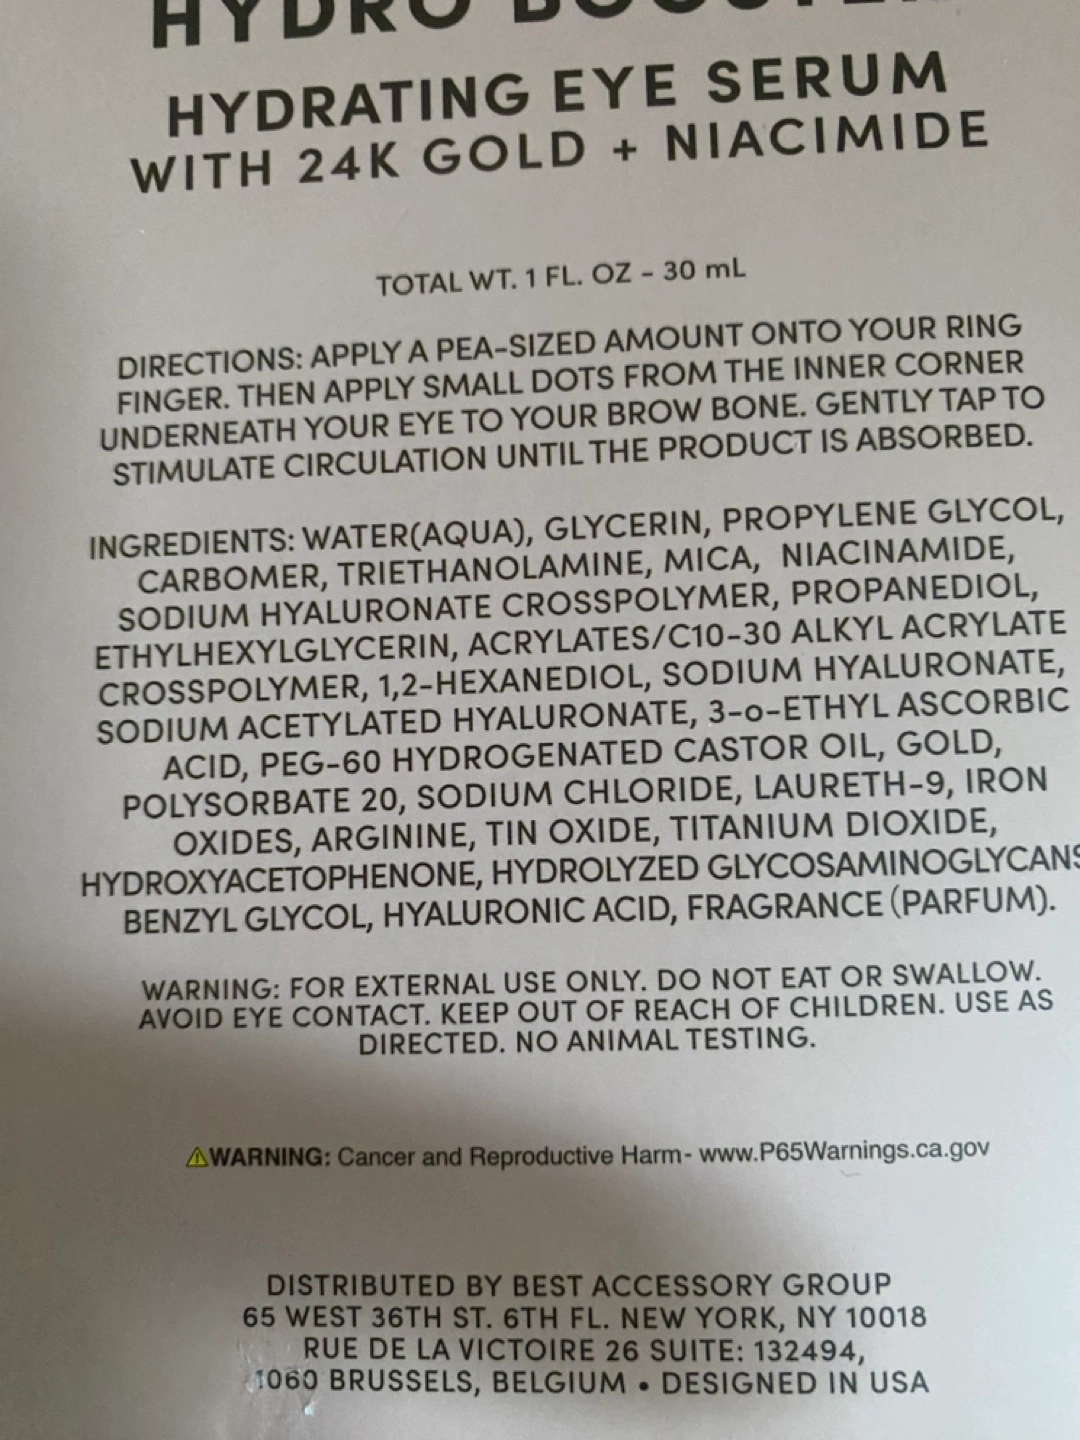 HYDRO BOOSTER
HYDRATING EYE SERUM
WITH 24K GOLD + NIACIMIDE
TOTAL WT. 1 FL. OZ - 30 mL
DIRECTIONS: APPLY A PEA-SIZED AMOUNT ONTO YOUR RING
FINGER. THEN APPLY SMALL DOTS FROM THE INNER CORNER
UNDERNEATH YOUR EYE TO YOUR BROW BONE. GENTLY TAP TO
STIMULATE CIRCULATION UNTIL THE PRODUCT IS ABSORBED.
INGREDIENTS: WATER(AQUA), GLYCERIN, PROPYLENE GLYCOL,
CARBOMER, TRIETHANOLAMINE, MICA, NIACINAMIDE,
SODIUM HYALURONATE CROSSPOLYMER, PROPANEDIOL,
ETHYLHEXYLGLYCERIN, ACRYLATES/C10-30 ALKYL ACRYLATE
CROSSPOLYMER, 1,2-HEXANEDIOL, SODIUM HYALURONATE,
SODIUM ACETYLATED HYALURONATE, 3-o-ETHYL ASCORBIC
ACID, PEG-60 HYDROGENATED CASTOR OIL, GOLD,
POLYSORBATE 20, SODIUM CHLORIDE, LAURETH-9, IRON
OXIDES, ARGININE, TIN OXIDE, TITANIUM DIOXIDE,
HYDROXYACETOPHENONE, HYDROLYZED GLYCOSAMINOGLYCANS
BENZYL GLYCOL, HYALURONIC ACID, FRAGRANCE (PARFUM).
WARNING: FOR EXTERNAL USE ONLY. DO NOT EAT OR SWALLOW.
AVOID EYE CONTACT. KEEP OUT OF REACH OF CHILDREN. USE AS
DIRECTED. NO ANIMAL TESTING.
⚠WARNING: Cancer and Reproductive Harm- www.P65Warnings.ca.gov
DISTRIBUTED BY BEST ACCESSORY GROUP
65 WEST 36TH ST. 6TH FL. NEW YORK, NY 10018
RUE DE LA VICTOIRE 26 SUITE: 132494,
1060 BRUSSELS, BELGIUM • DESIGNED IN USA